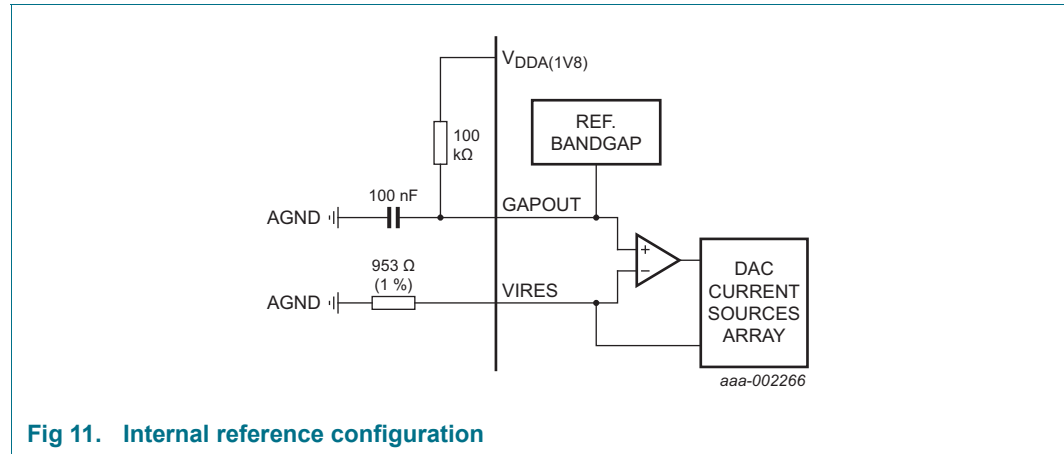 V_DDA(1V8)
100
kΩ
REF.
BANDGAP
100 nF
AGND
GAPOUT
+
−
953 Ω
(1 %)
AGND
VIRES
DAC
CURRENT
SOURCES
ARRAY
aaa-002266
Fig 11. Internal reference configuration